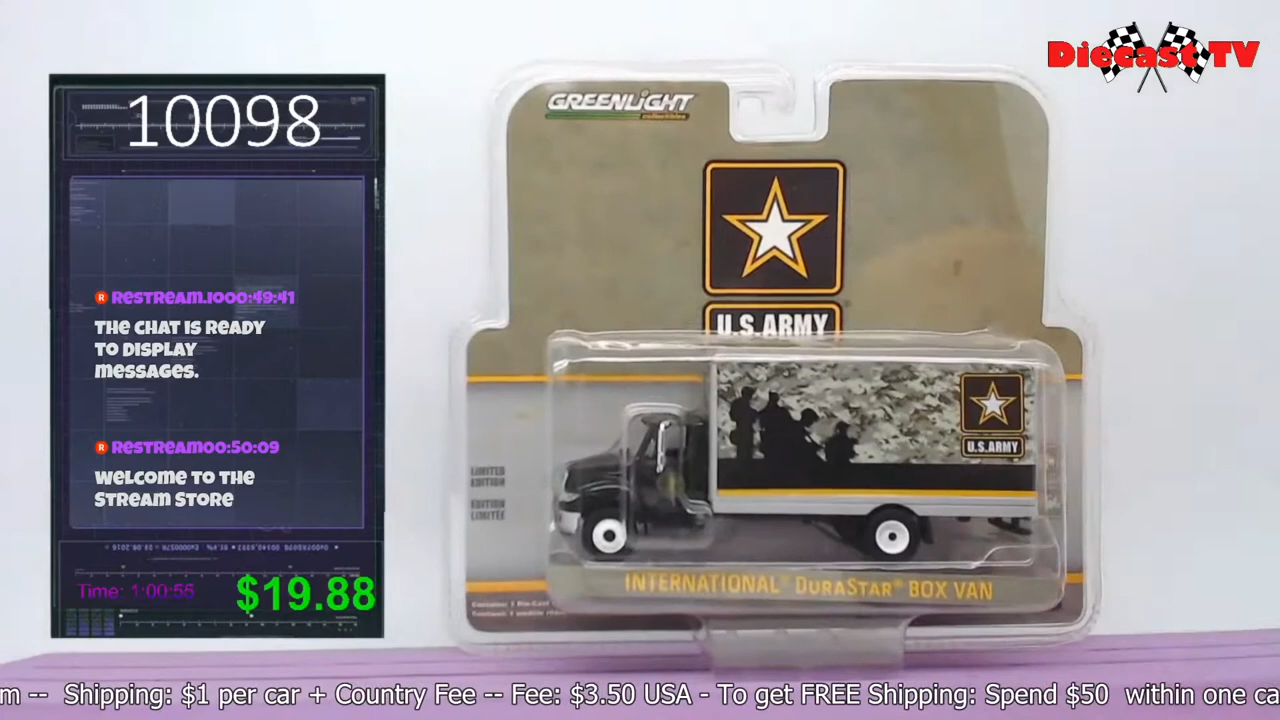 Diecast TV
10098
Restream.io00:49:41
The chat is ready
to display
messages.
Restream00:50:09
Welcome to the
Stream Store
Time: 1:00:55
$19.88
GREENLIGHT
collectibles
U.S.ARMY
U.S.ARMY
LIMITED
EDITION
EDITION
LIMITÉE
INTERNATIONAL® DURASTAR® BOX VAN
m -- Shipping: $1 per car + Country Fee -- Fee: $3.50 USA - To get FREE Shipping: Spend $50 within one ca